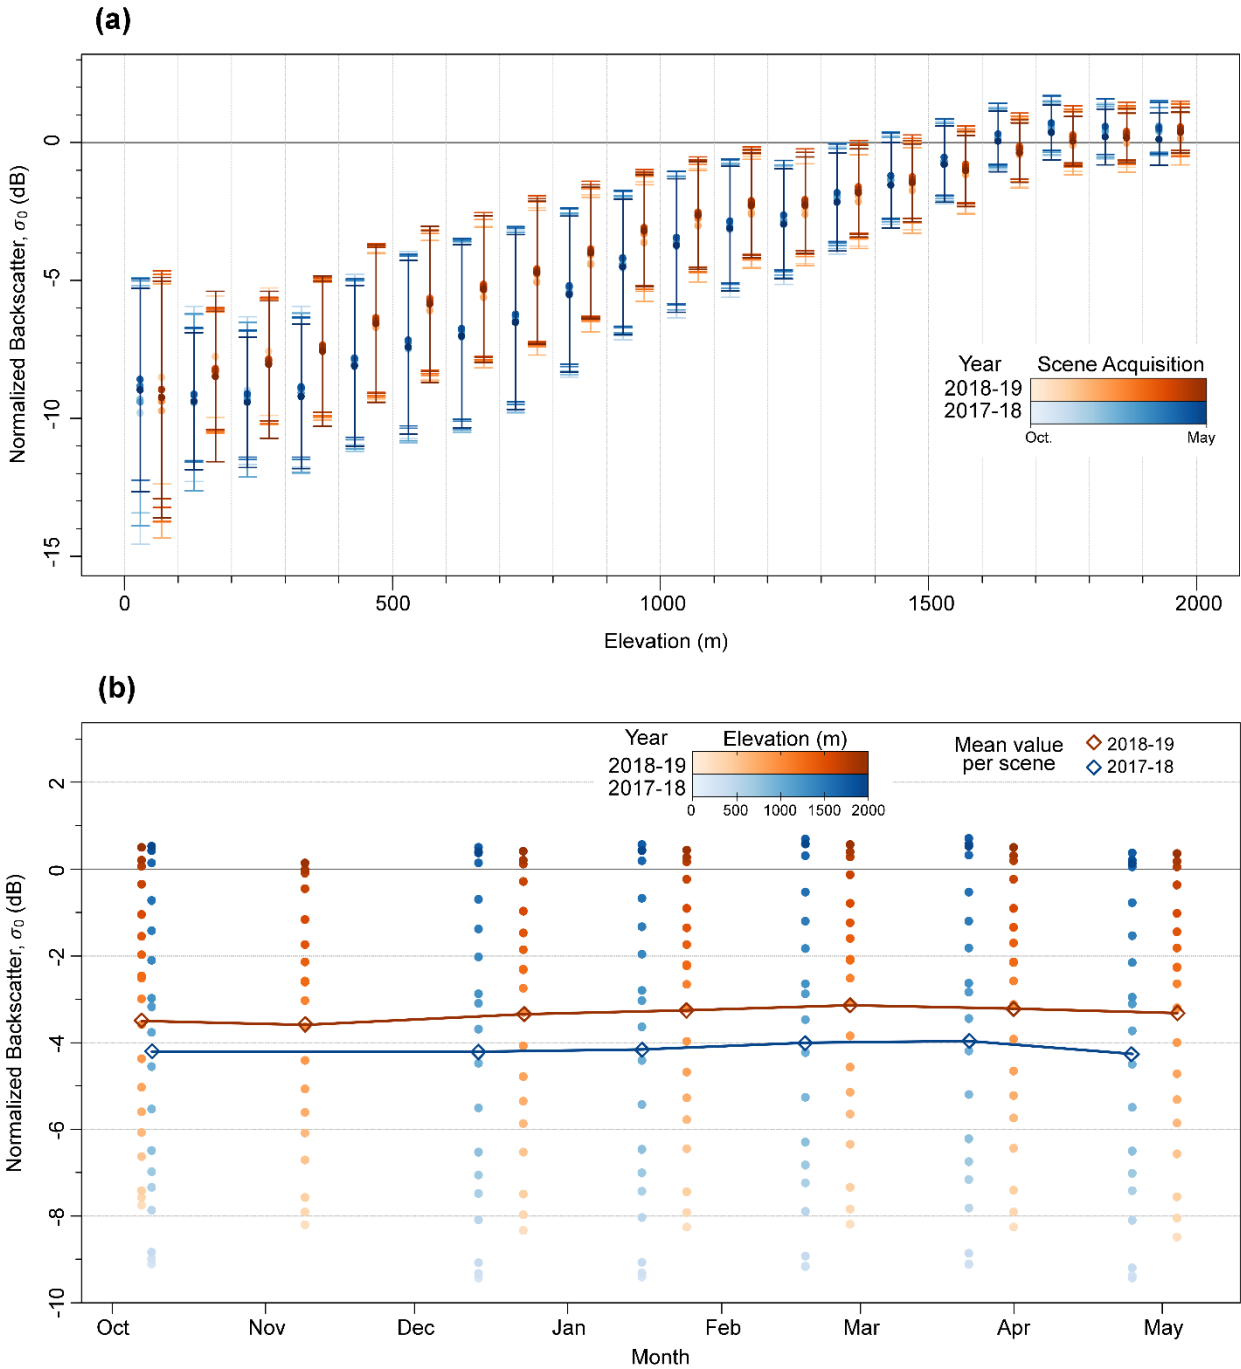 (a)
Normalized Backscatter, σ₀ (dB)
0
-5
-10
-15
Year Scene Acquisition
2018-19
2017-18
Oct. May
0 500 1000 1500 2000
Elevation (m)
(b)
Normalized Backscatter, σ₀ (dB)
Year Elevation (m)
2018-19
2017-18
0 500 1000 1500 2000
Mean value per scene
2018-19
2017-18
2
0
-2
-4
-6
-8
-10
Oct Nov Dec Jan Feb Mar Apr May
Month